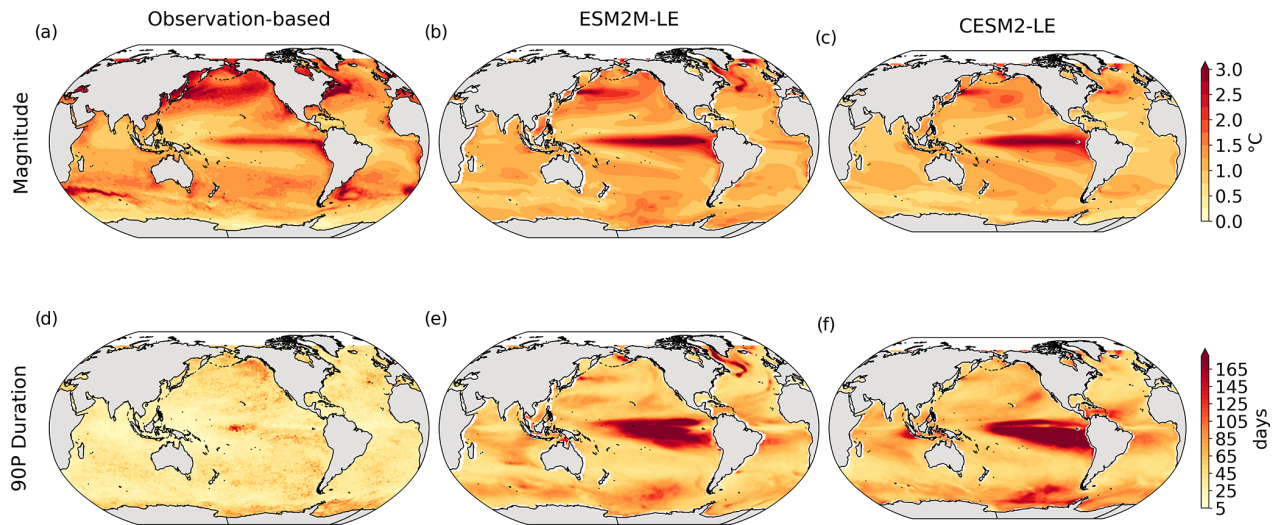 Observation-based
ESM2M-LE
CESM2-LE
(a)
(b)
(c)
Magnitude
3.0
2.5
2.0
1.5
1.0
0.5
0.0
°C
(d)
(e)
(f)
90P Duration
165
145
125
105
85
65
45
25
5
days